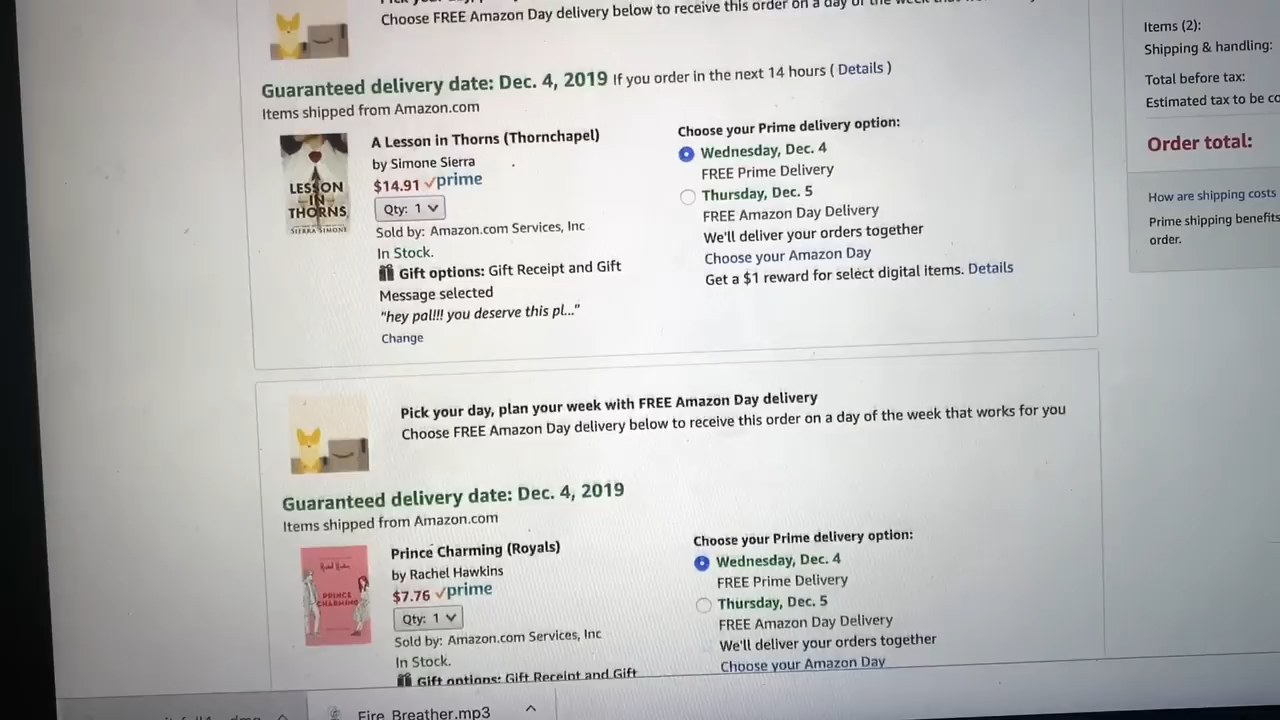 Choose FREE Amazon Day delivery below to receive this order on a day of the week that
Guaranteed delivery date: Dec. 4, 2019 If you order in the next 14 hours ( Details )
Items shipped from Amazon.com
LESSON
IN
THORNS
SIERRA SIMONE
A Lesson in Thorns (Thornchapel)
by Simone Sierra
$14.91 prime
Qty: 1
Sold by: Amazon.com Services, Inc
In Stock.
Gift options: Gift Receipt and Gift
Message selected
"hey pal!!! you deserve this pl..."
Change
Choose your Prime delivery option:
Wednesday, Dec. 4
FREE Prime Delivery
Thursday, Dec. 5
FREE Amazon Day Delivery
We'll deliver your orders together
Choose your Amazon Day
Get a $1 reward for select digital items. Details
Items (2):
Shipping & handling:
Total before tax:
Estimated tax to be
Order total:
How are shipping costs
Prime shipping benefits
order.
Pick your day, plan your week with FREE Amazon Day delivery
Choose FREE Amazon Day delivery below to receive this order on a day of the week that works for you
Guaranteed delivery date: Dec. 4, 2019
Items shipped from Amazon.com
PRINCE
CHARMING
Prince Charming (Royals)
by Rachel Hawkins
$7.76 prime
Qty: 1
Sold by: Amazon.com Services, Inc
In Stock.
Gift options: Gift Receipt and Gift
Choose your Prime delivery option:
Wednesday, Dec. 4
FREE Prime Delivery
Thursday, Dec. 5
FREE Amazon Day Delivery
We'll deliver your orders together
Choose your Amazon Day
Fire_Breather.mp3